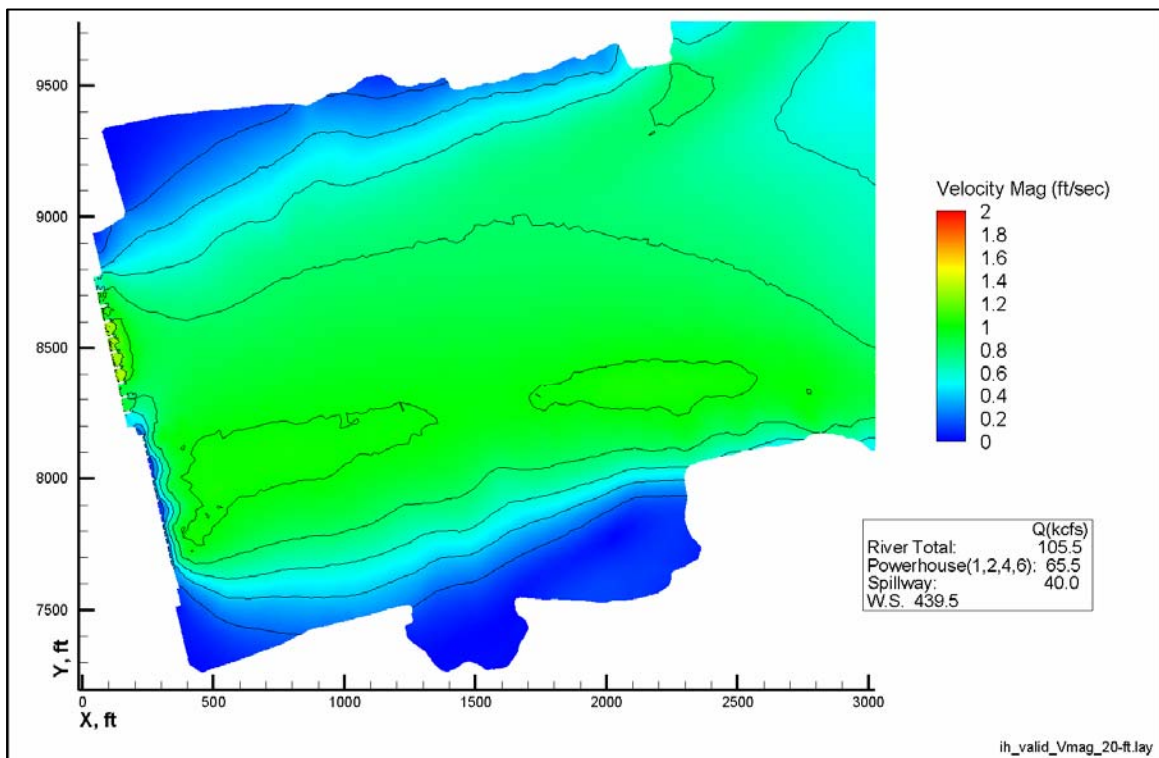 9500
9000
8500
8000
7500
Y, ft
0 500 1000 1500 2000 2500 3000
X, ft
Velocity Mag (ft/sec)
2
1.8
1.6
1.4
1.2
1
0.8
0.6
0.4
0.2
0
Q(kcfs)
River Total: 105.5
Powerhouse(1,2,4,6): 65.5
Spillway: 40.0
W.S. 439.5
ih_valid_Vmag_20-ft.lay